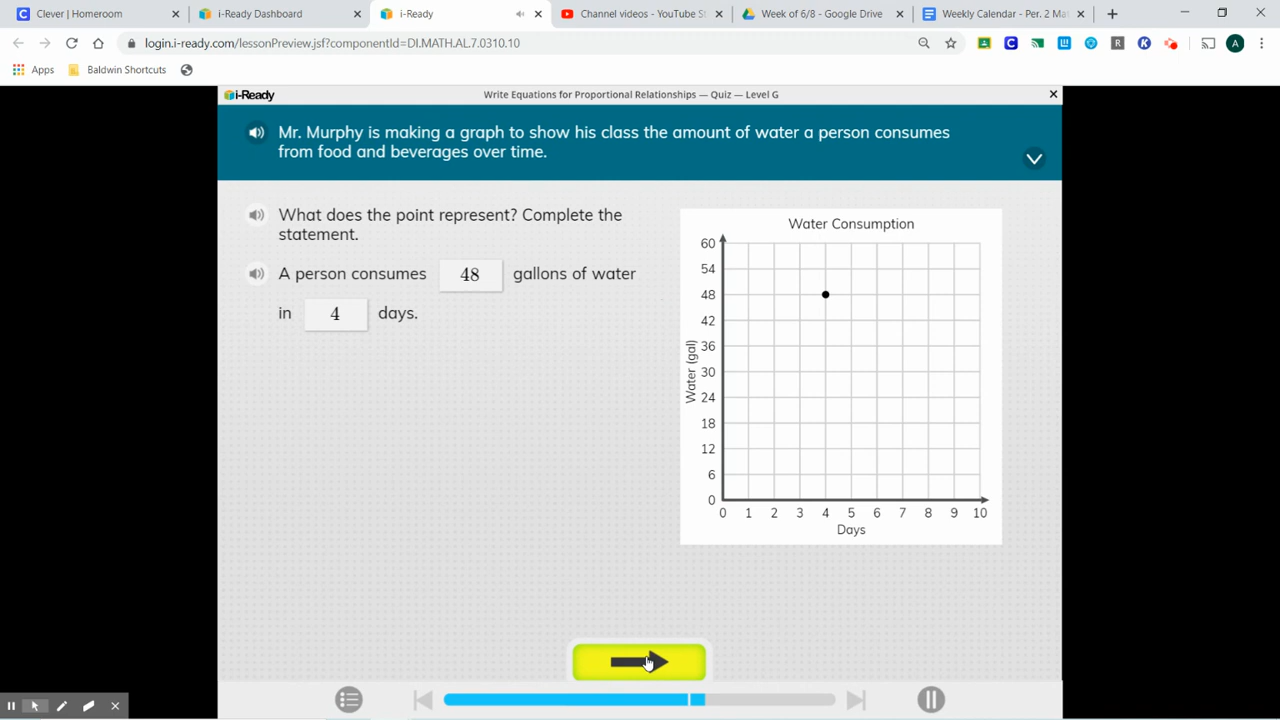 Clever | Homeroom
i-Ready Dashboard
i-Ready
Channel videos - YouTube St
Week of 6/8 - Google Drive
Weekly Calendar - Per. 2 Mat
login.i-ready.com/lessonPreview.jsf?componentId=DI.MATH.AL.7.0310.10
Apps
Baldwin Shortcuts
i-Ready
Write Equations for Proportional Relationships — Quiz — Level G
Mr. Murphy is making a graph to show his class the amount of water a person consumes
from food and beverages over time.
What does the point represent? Complete the
statement.
A person consumes 48 gallons of water
in 4 days.
Water Consumption
60
54
48
42
36
30
24
18
12
6
0
Water (gal)
0 1 2 3 4 5 6 7 8 9 10
Days